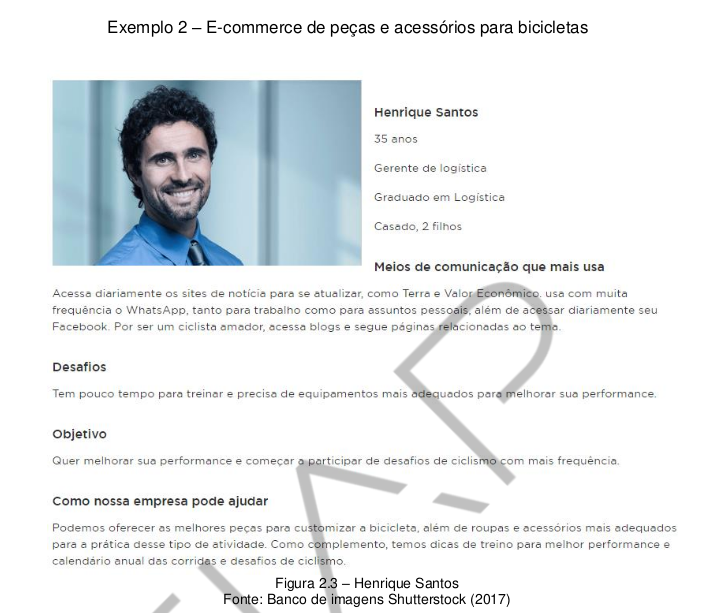 Exemplo 2 – E-commerce de peças e acessórios para bicicletas
Henrique Santos
35 anos
Gerente de logística
Graduado em Logística
Casado, 2 filhos
Meios de comunicação que mais usa
Acessa diariamente os sites de notícia para se atualizar, como Terra e Valor Econômico. usa com muita
frequência o WhatsApp, tanto para trabalho como para assuntos pessoais, além de acessar diariamente seu
Facebook. Por ser um ciclista amador, acessa blogs e segue páginas relacionadas ao tema.
Desafios
Tem pouco tempo para treinar e precisa de equipamentos mais adequados para melhorar sua performance.
Objetivo
Quer melhorar sua performance e começar a participar de desafios de ciclismo com mais frequência.
Como nossa empresa pode ajudar
Podemos oferecer as melhores peças para customizar a bicicleta, além de roupas e acessórios mais adequados
para a prática desse tipo de atividade. Como complemento, temos dicas de treino para melhor performance e
calendário anual das corridas e desafios de ciclismo.
Figura 2.3 – Henrique Santos
Fonte: Banco de imagens Shutterstock (2017)